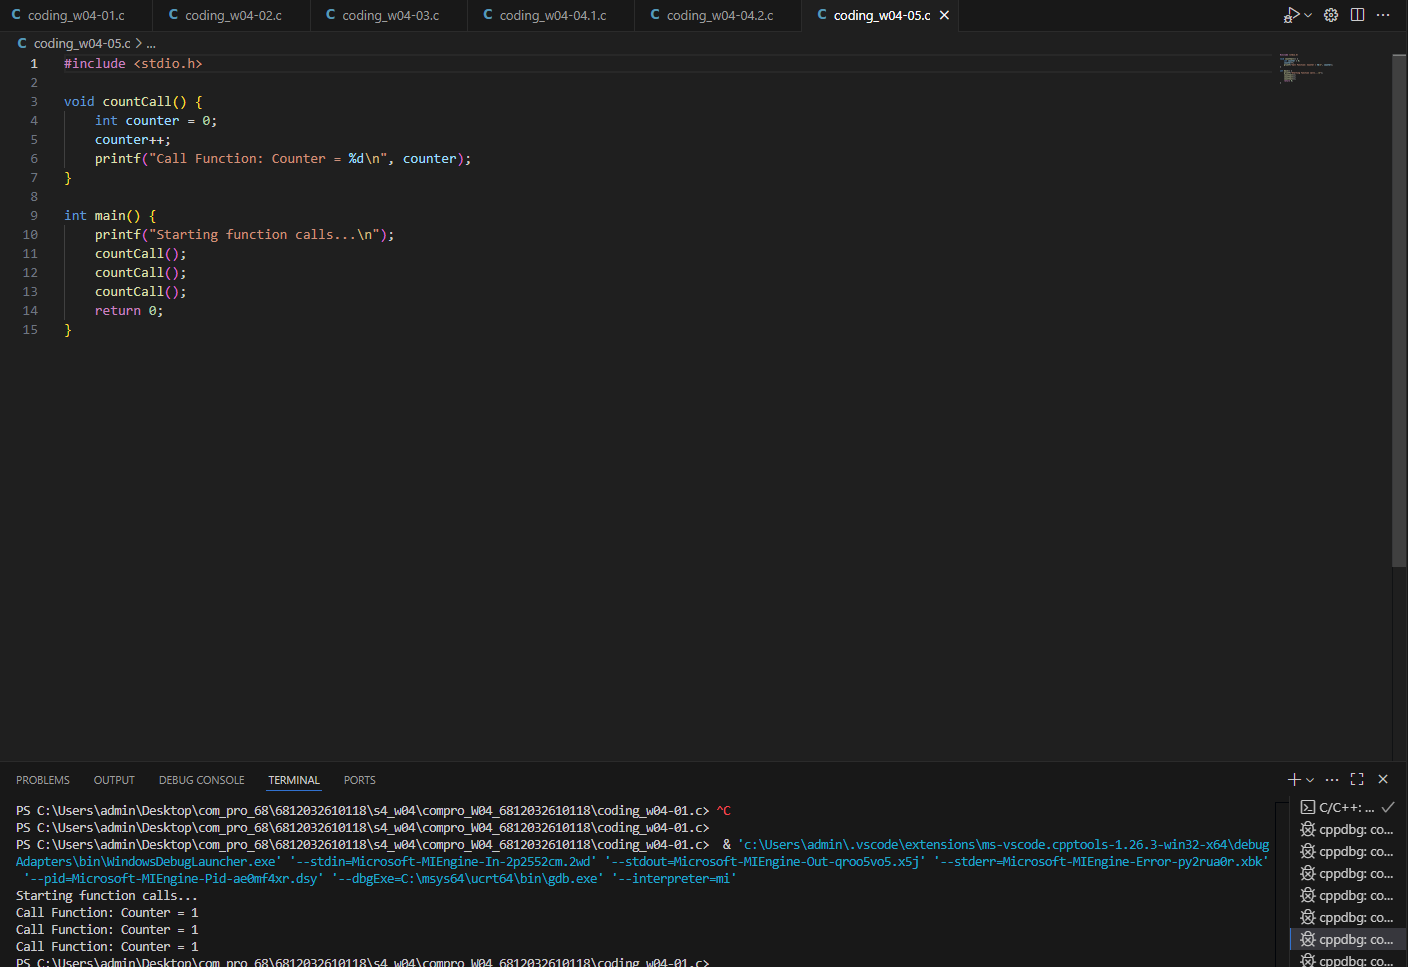 C coding_w04-01.c C coding_w04-02.c C coding_w04-03.c C coding_w04-04.1.c C coding_w04-04.2.c C coding_w04-05.c
C coding_w04-05.c > ...
1 #include <stdio.h>
2
3 void countCall() {
4 int counter = 0;
5 counter++;
6 printf("Call Function: Counter = %d\n", counter);
7 }
8
9 int main() {
10 printf("Starting function calls...\n");
11 countCall();
12 countCall();
13 countCall();
14 return 0;
15 }
PROBLEMS OUTPUT DEBUG CONSOLE TERMINAL PORTS
PS C:\Users\admin\Desktop\com_pro_68\6812032610118\s4_w04\compro_W04_6812032610118\coding_w04-01.c> ^C
PS C:\Users\admin\Desktop\com_pro_68\6812032610118\s4_w04\compro_W04_6812032610118\coding_w04-01.c>
PS C:\Users\admin\Desktop\com_pro_68\6812032610118\s4_w04\compro_W04_6812032610118\coding_w04-01.c> & 'c:\Users\admin\.vscode\extensions\ms-vscode.cpptools-1.26.3-win32-x64\debug
Adapters\bin\WindowsDebugLauncher.exe' '--stdin=Microsoft-MIEngine-In-2p2552cm.2wd' '--stdout=Microsoft-MIEngine-Out-qroo5vo5.x5j' '--stderr=Microsoft-MIEngine-Error-py2rua0r.xbk'
'--pid=Microsoft-MIEngine-Pid-ae0mf4xr.dsy' '--dbgExe=C:\msys64\ucrt64\bin\gdb.exe' '--interpreter=mi'
Starting function calls...
Call Function: Counter = 1
Call Function: Counter = 1
Call Function: Counter = 1
PS C:\Users\admin\Desktop\com_pro_68\6812032610118\s4_w04\compro_W04_6812032610118\coding_w04-01.c>
C/C++: ...
cppdbg: co...
cppdbg: co...
cppdbg: co...
cppdbg: co...
cppdbg: co...
cppdbg: co...
cppdbg: co...